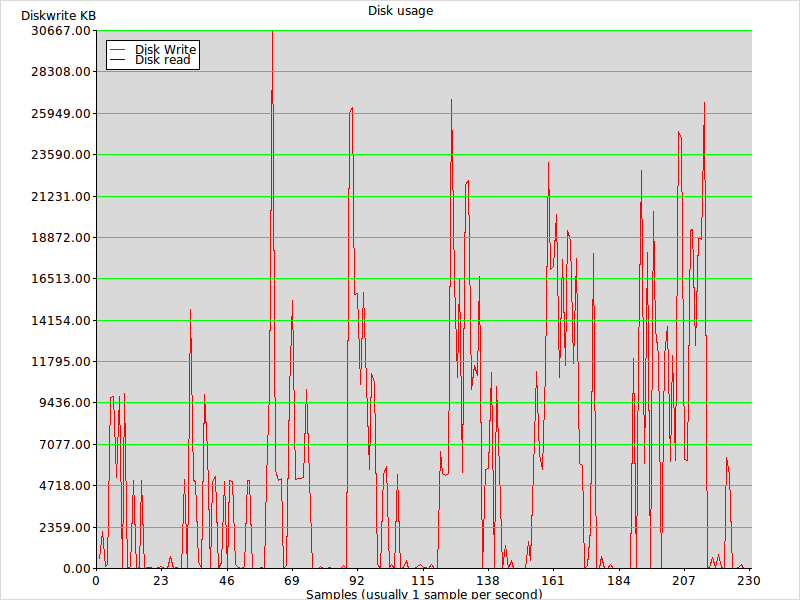 Disk usage
Diskwrite KB
30667.00
28308.00
25949.00
23590.00
21231.00
18872.00
16513.00
14154.00
11795.00
9436.00
7077.00
4718.00
2359.00
0.00
Disk Write
Disk read
0 23 46 69 92 115 138 161 184 207 230
Samples (usually 1 sample per second)